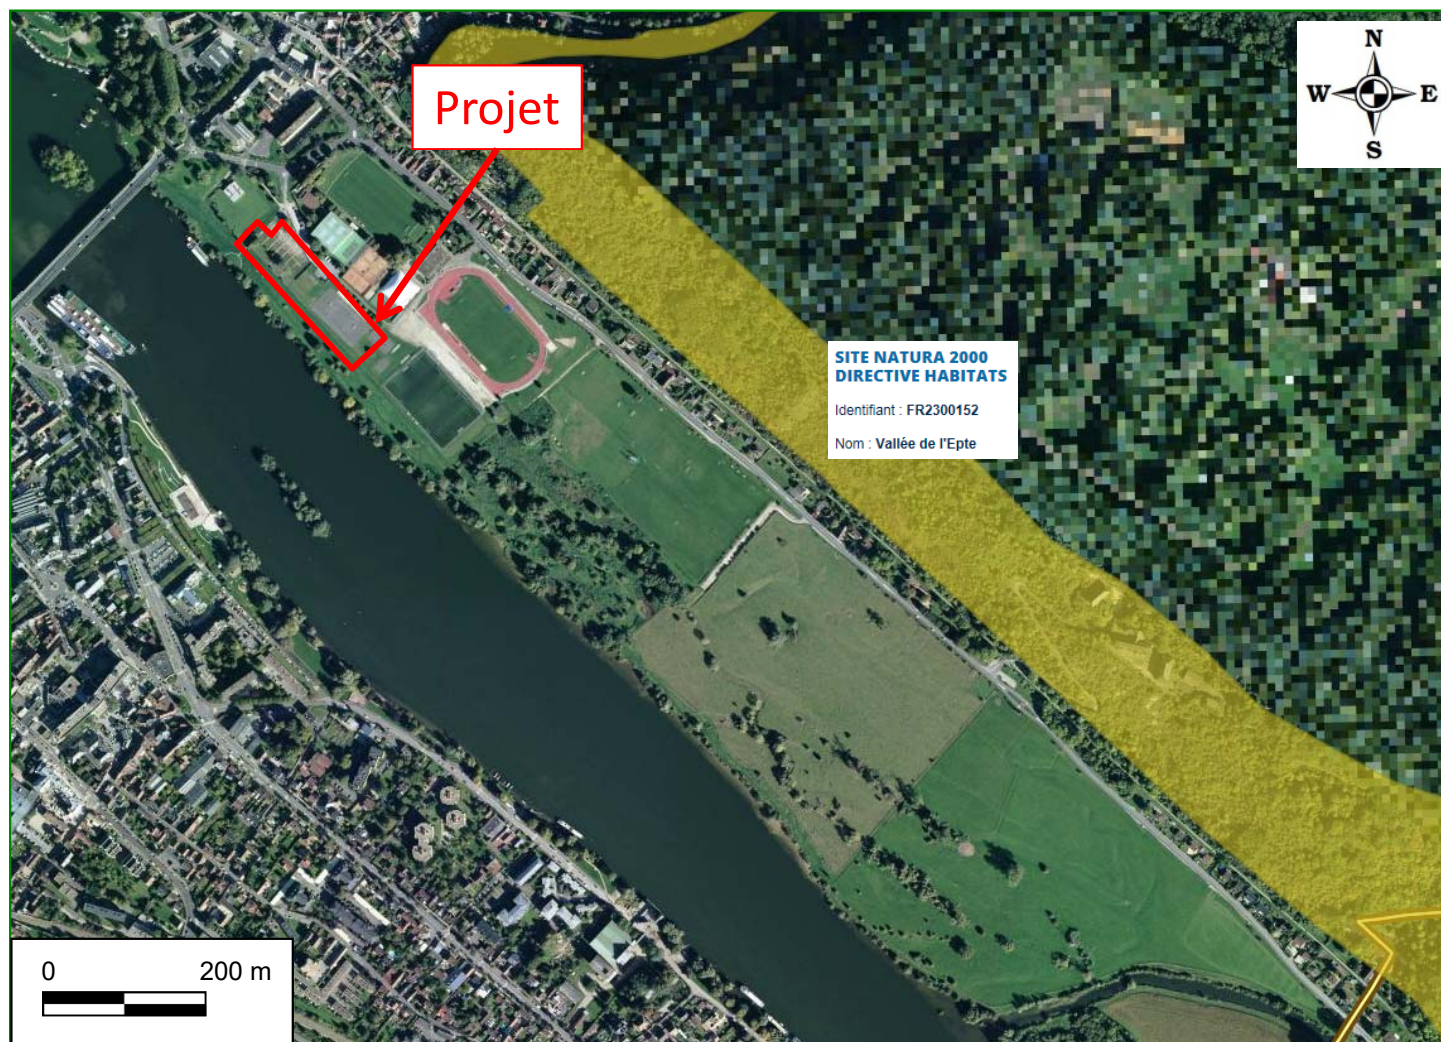 N
Projet
W E
S
SITE NATURA 2000
DIRECTIVE HABITATS
Identifiant : FR2300152
Nom : Vallée de l'Epte
0 200 m